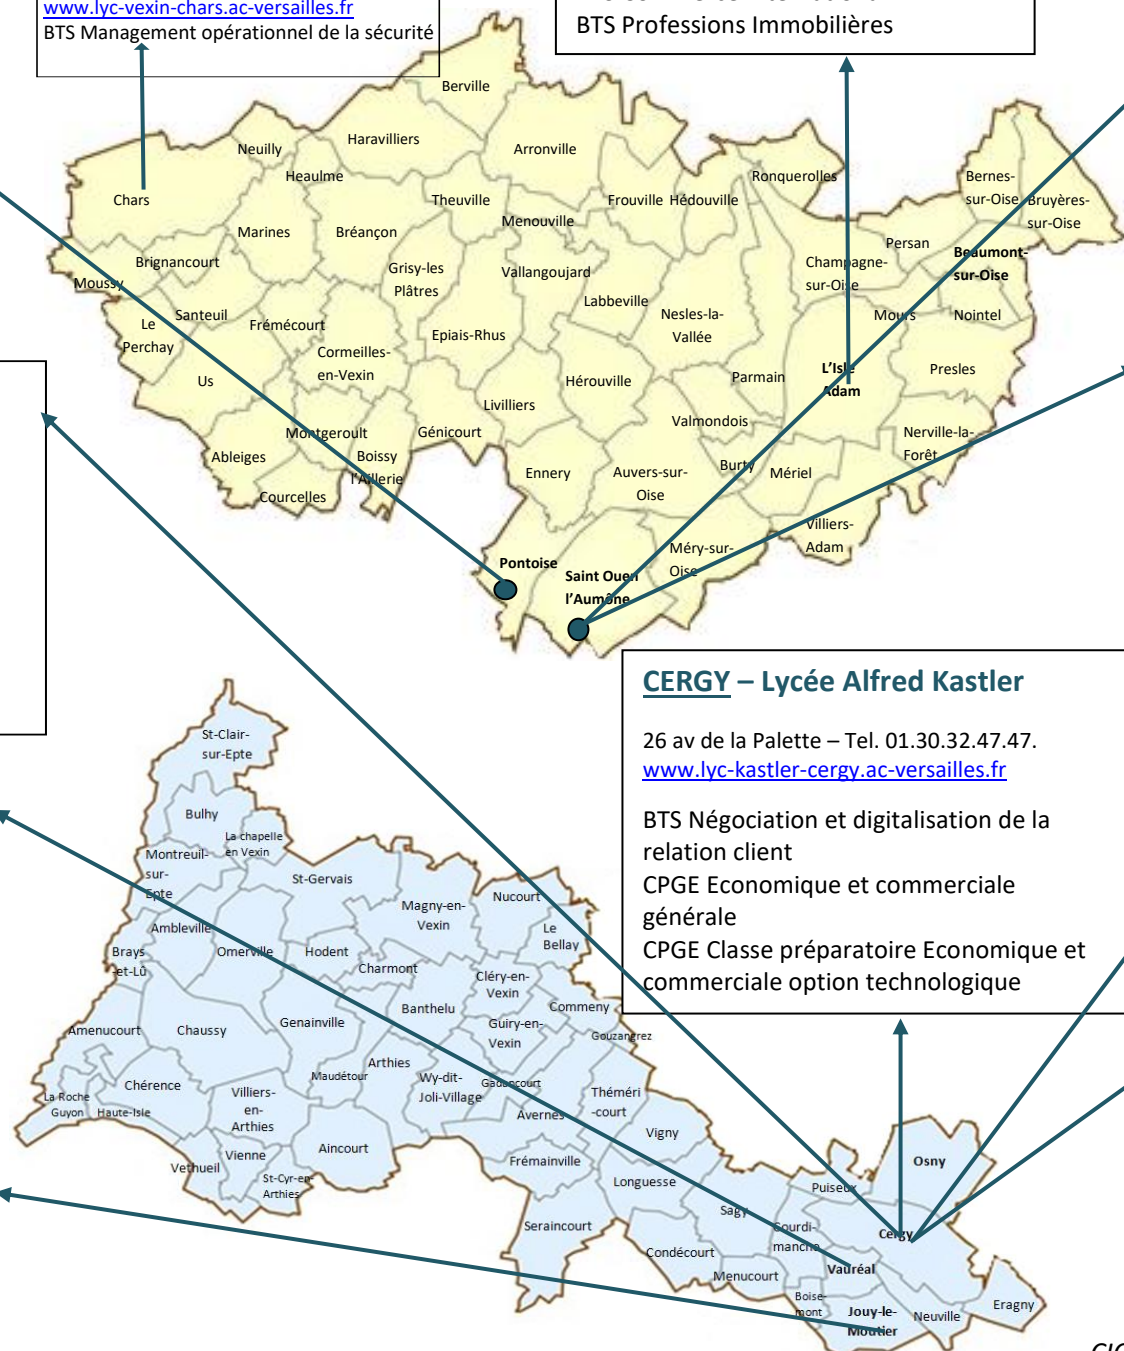 www.lyc-vexin-chars.ac-versailles.fr
BTS Management opérationnel de la sécurité
BTS Professions Immobilières
Berville
Neuilly
Haravilliers
Arronville
Heaulme
Ronquerolles
Bernes-
sur-Oise
Bruyères-
sur-Oise
Chars
Theuville
Frouville
Hédouville
Menouville
Marines
Bréançon
Persan
Beaumont-
sur-Oise
Brignancourt
Grisy-les
Plâtres
Vallangoujard
Champagne-
sur-Oise
Moussy
Labbeville
Santeuil
Frémécourt
Nesles-la-
Vallée
Mours
Nointel
Le
Perchay
Epiais-Rhus
Cormeilles-
en-Vexin
Us
Hérouville
Parmain
L'Isle
Adam
Presles
Livilliers
Valmondois
Montgeroult
Génicourt
Nerville-la-
Forêt
Ableiges
Boissy
l'Aillerie
Ennery
Auvers-sur-
Oise
Burty
Mériel
Courcelles
Villiers-
Adam
Méry-sur-
Oise
Pontoise
Saint Ouen
l'Aumône
CERGY – Lycée Alfred Kastler
26 av de la Palette – Tel. 01.30.32.47.47.
www.lyc-kastler-cergy.ac-versailles.fr
BTS Négociation et digitalisation de la
relation client
CPGE Economique et commerciale
générale
CPGE Classe préparatoire Economique et
commerciale option technologique
St-Clair-
sur-Epte
Bulhy
La chapelle
en Vexin
Montreuil-
sur-
Epte
St-Gervais
Magny-en-
Vexin
Nucourt
Ambleville
Le
Bellay
Brays
-et-Lû
Omerville
Hodent
Charmont
Cléry-en-
Vexin
Banthelu
Commeny
Amenucourt
Chaussy
Genainville
Guiry-en-
Vexin
Gouzangrez
Arthies
Maudétour
Wy-dit-
Joli-Village
Gadancourt
Chérence
Villiers-
en-
Arthies
Théméri
-court
La Roche
Guyon
Haute-Isle
Avernes
Vigny
Aincourt
Vienne
Vethueil
St-Cyr-en-
Arthies
Frémainville
Longuesse
Osny
Puiseux
Seraincourt
Sagy
Courdi-
manche
Cergy
Condécourt
Menucourt
Vauréal
Boise-
mont
Jouy-le-
Moutier
Neuville
Eragny